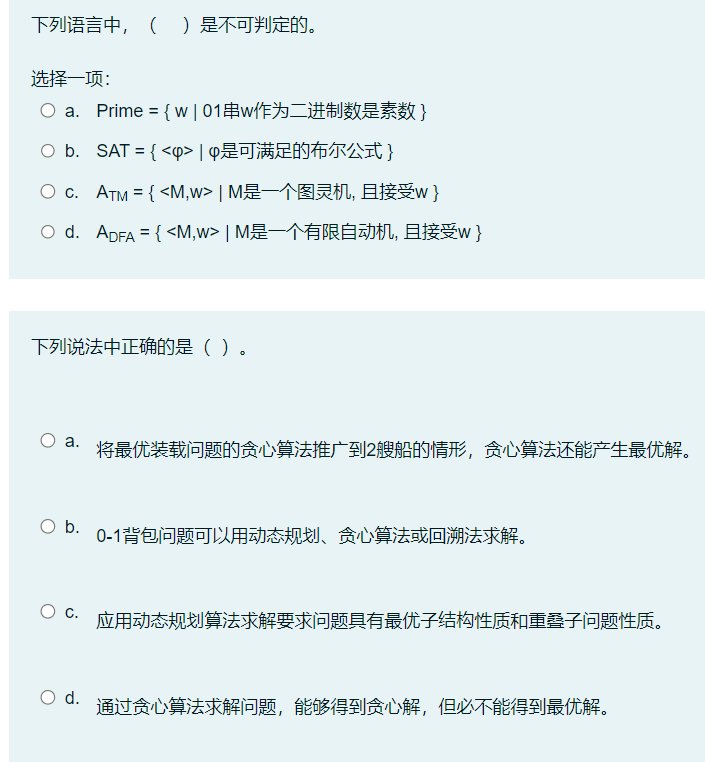 下列语言中，（ ）是不可判定的。
选择一项：
a. Prime = { w | 01串w作为二进制数是素数 }
b. SAT = { <φ> | φ是可满足的布尔公式 }
c. ATM = { <M,w> | M是一个图灵机, 且接受w }
d. ADFA = { <M,w> | M是一个有限自动机, 且接受w }
下列说法中正确的是（ ）。
a. 将最优装载问题的贪心算法推广到2艘船的情形，贪心算法还能产生最优解。
b. 0-1背包问题可以用动态规划、贪心算法或回溯法求解。
c. 应用动态规划算法求解要求问题具有最优子结构性质和重叠子问题性质。
d. 通过贪心算法求解问题，能够得到贪心解，但必不能得到最优解。